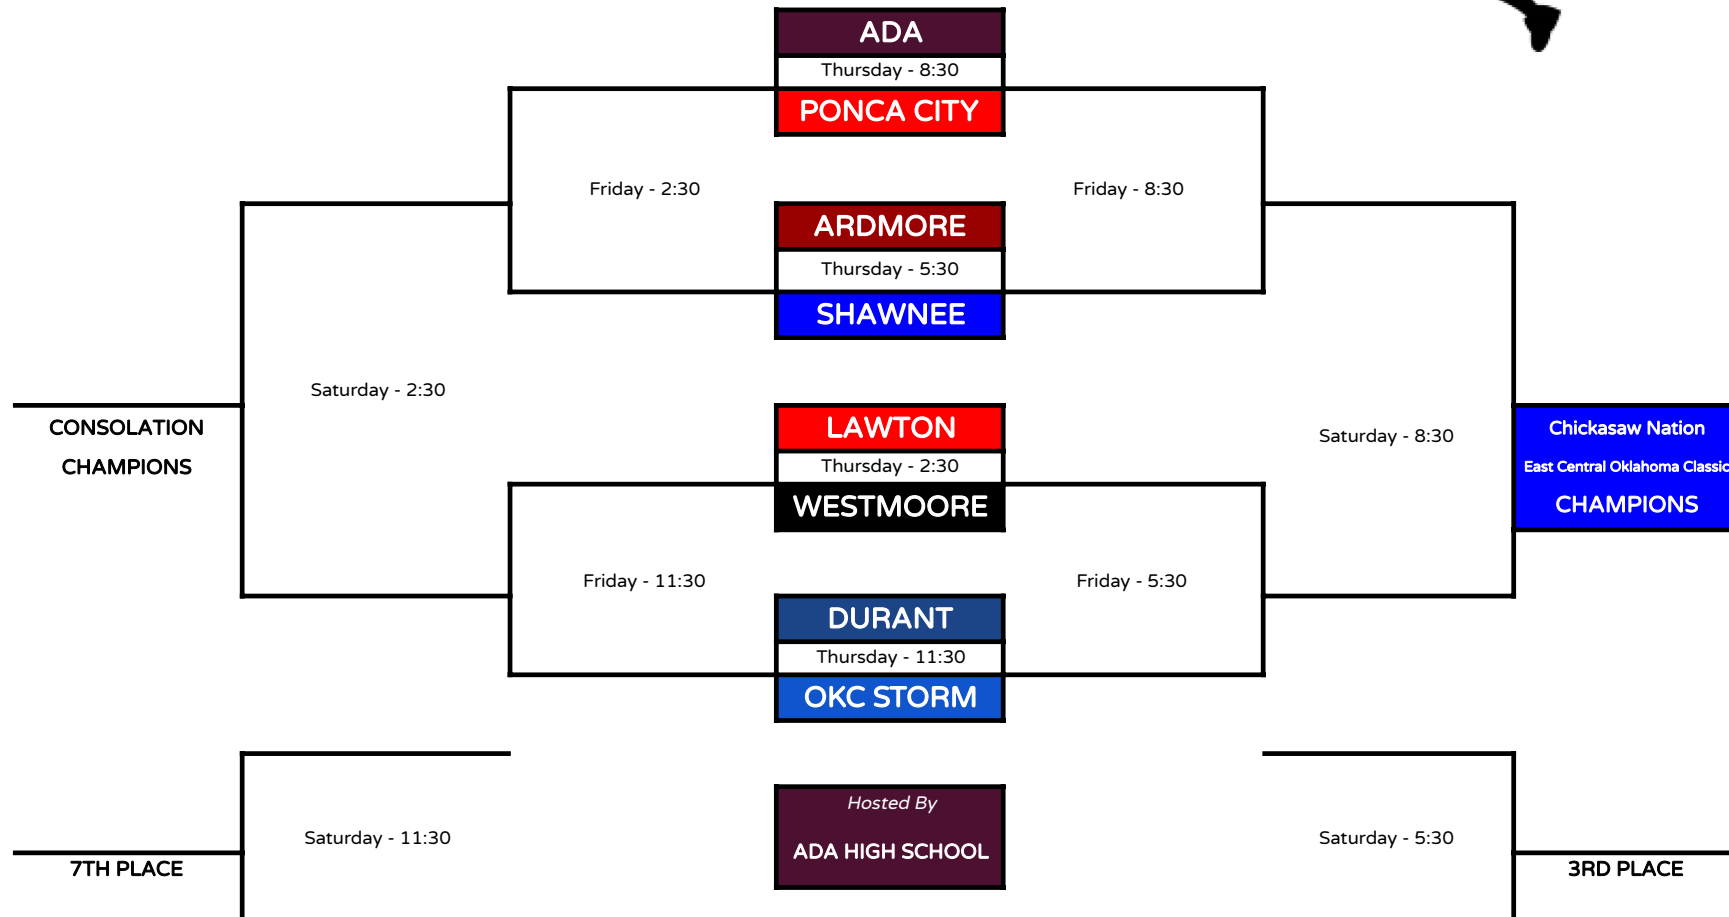 ADA
Thursday - 8:30
PONCA CITY
Friday - 2:30
Friday - 8:30
ARDMORE
Thursday - 5:30
SHAWNEE
Saturday - 2:30
CONSOLATION
CHAMPIONS
LAWTON
Thursday - 2:30
WESTMOORE
Saturday - 8:30
Chickasaw Nation
East Central Oklahoma Classic
CHAMPIONS
Friday - 11:30
Friday - 5:30
DURANT
Thursday - 11:30
OKC STORM
Saturday - 11:30
7TH PLACE
Hosted By
ADA HIGH SCHOOL
Saturday - 5:30
3RD PLACE